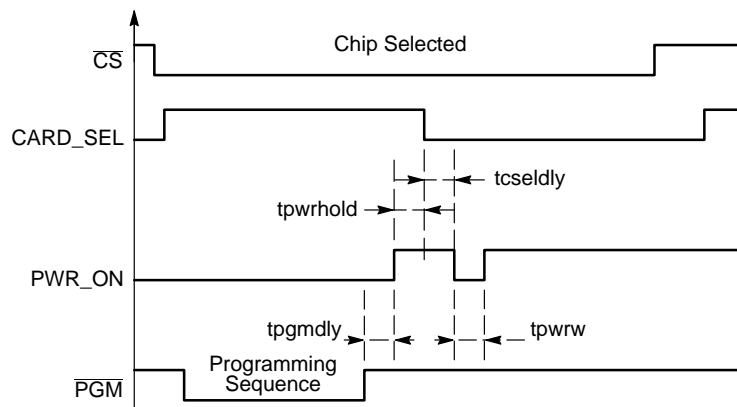 Chip Selected
CS
CARD_SEL
tcseldly
tpwrhold
PWR_ON
tpgmdly
tpwrw
Programming
Sequence
PGM